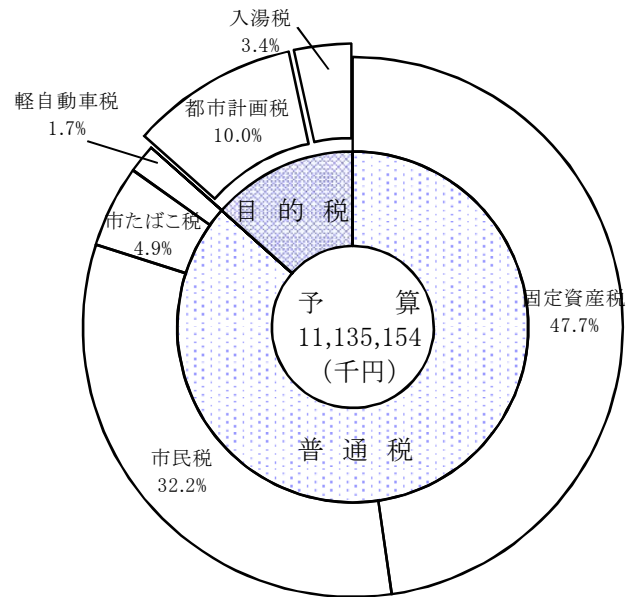 入湯税
3.4%
軽自動車税
1.7%
都市計画税
10.0%
市たばこ税
4.9%
目的税
固定資産税
47.7%
予算
11,135,154
(千円)
普通税
市民税
32.2%